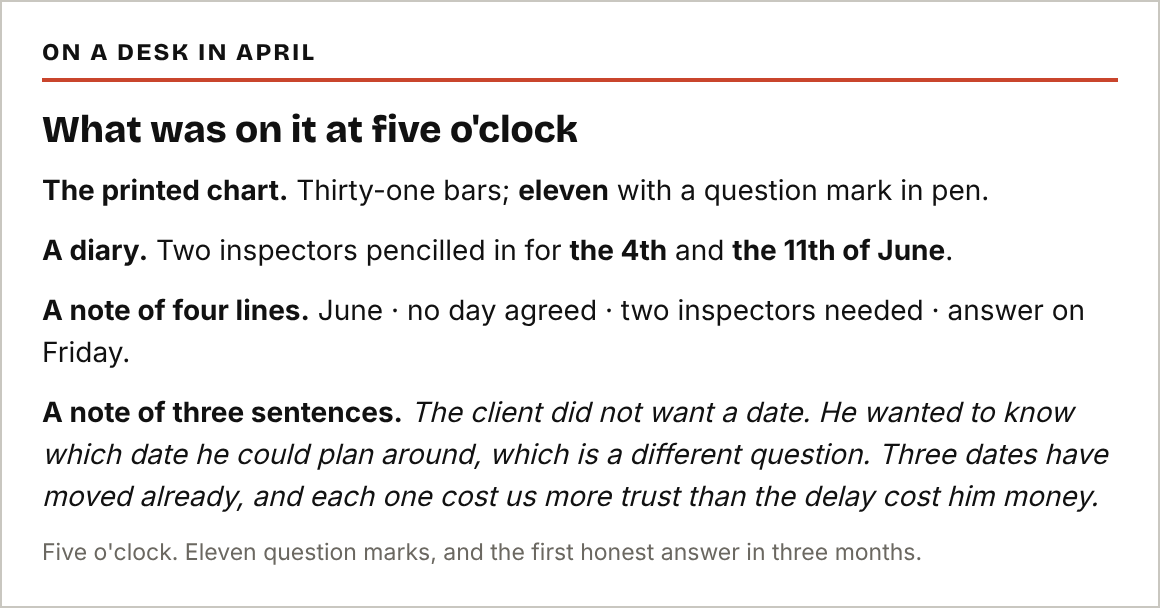 ON A DESK IN APRIL
What was on it at five o'clock
The printed chart. Thirty-one bars; eleven with a question mark in pen.
A diary. Two inspectors pencilled in for the 4th and the 11th of June.
A note of four lines. June · no day agreed · two inspectors needed · answer on
Friday.
A note of three sentences. The client did not want a date. He wanted to know
which date he could plan around, which is a different question. Three dates have
moved already, and each one cost us more trust than the delay cost him money.
Five o'clock. Eleven question marks, and the first honest answer in three months.